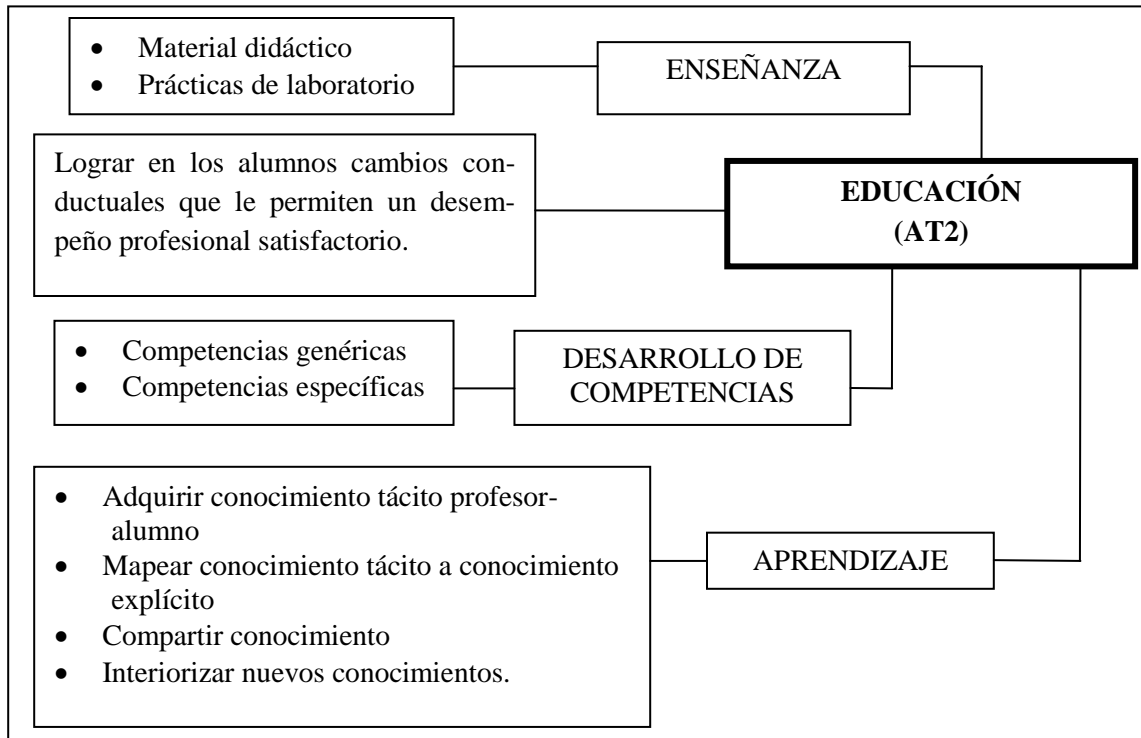 • Material didáctico
• Prácticas de laboratorio
ENSEÑANZA
Lograr en los alumnos cambios con-
ductuales que le permiten un desem-
peño profesional satisfactorio.
EDUCACIÓN
(AT2)
• Competencias genéricas
• Competencias específicas
DESARROLLO DE
COMPETENCIAS
• Adquirir conocimiento tácito profesor-
alumno
• Mapear conocimiento tácito a conocimiento
explícito
• Compartir conocimiento
• Interiorizar nuevos conocimientos.
APRENDIZAJE